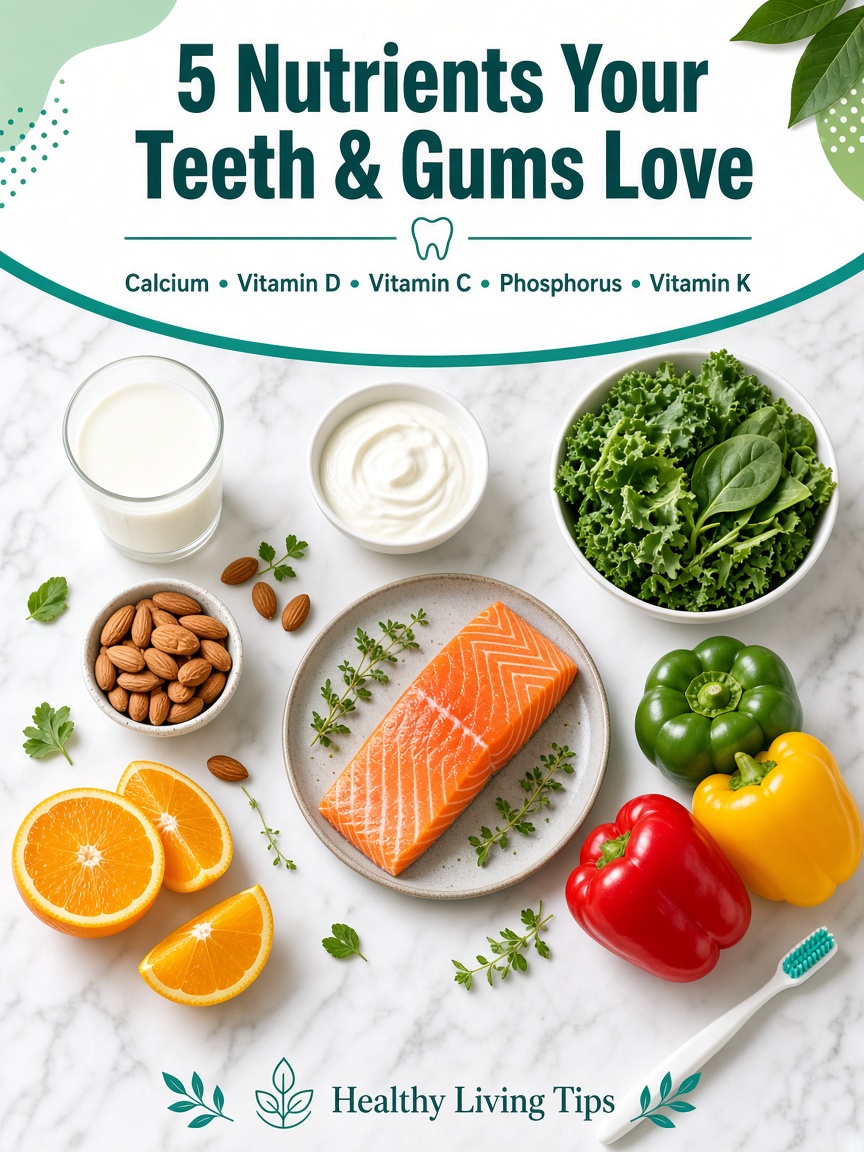 5 Nutrients Your
Teeth & Gums Love
Calcium • Vitamin D • Vitamin C • Phosphorus • Vitamin K
Healthy Living Tips